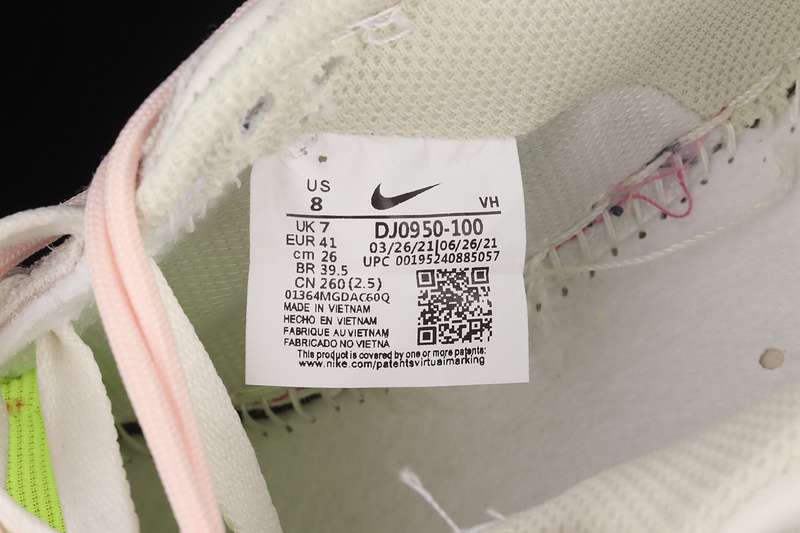 US
8
VH
UK 7
EUR 41
cm 26
BR 39.5
CN 260 (2.5)
DJ0950-100
03/26/21|06/26/21
UPC 00195240885057
01364MGDAC60Q
MADE IN VIETNAM
HECHO EN VIETNAM
FABRIQUE AU VIETNAM
FABRICADO NO VIETNA
This product is covered by one or more patents:
www.nike.com/patentsvirtualmarking